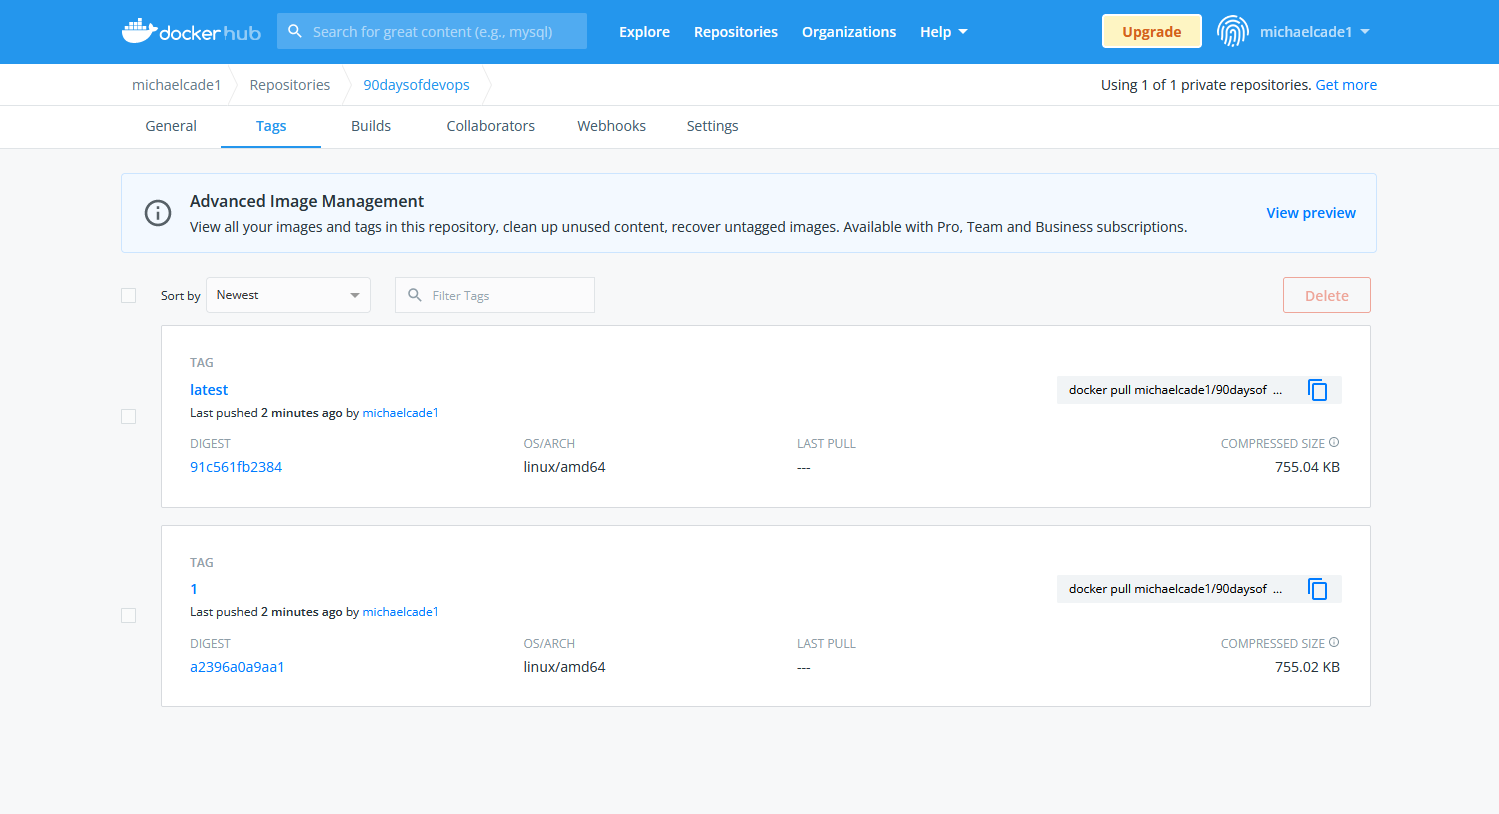 docker hub
Search for great content (e.g., mysql)
Explore
Repositories
Organizations
Help
Upgrade
michaelcade1
michaelcade1
Repositories
90daysofdevops
Using 1 of 1 private repositories. Get more
General
Tags
Builds
Collaborators
Webhooks
Settings
Advanced Image Management
View all your images and tags in this repository, clean up unused content, recover untagged images. Available with Pro, Team and Business subscriptions.
View preview
Sort by
Newest
Filter Tags
Delete
TAG
latest
docker pull michaelcade1/90daysof ...
Last pushed 2 minutes ago by michaelcade1
DIGEST
OS/ARCH
LAST PULL
COMPRESSED SIZE
91c561fb2384
linux/amd64
---
755.04 KB
TAG
1
docker pull michaelcade1/90daysof ...
Last pushed 2 minutes ago by michaelcade1
DIGEST
OS/ARCH
LAST PULL
COMPRESSED SIZE
a2396a0a9aa1
linux/amd64
---
755.02 KB